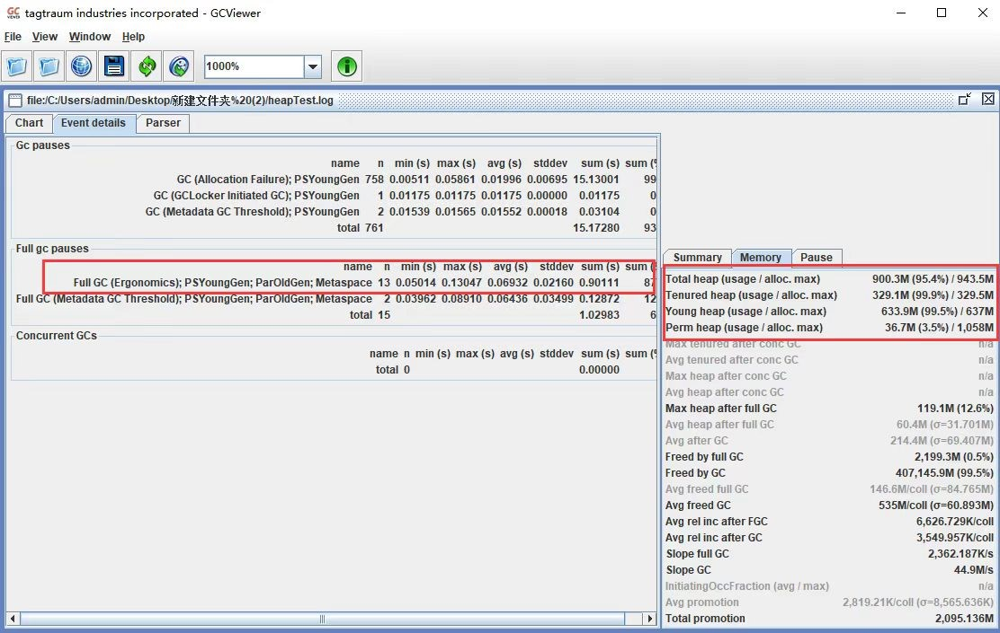 tagtraum industries incorporated - GCViewer
File View Window Help
1000%
file:/C:/Users/admin/Desktop/新建文件夹%20(2)/heapTest.log
Chart Event details Parser
Gc pauses
name n min (s) max (s) avg (s) stddev sum (s) sum (%
GC (Allocation Failure); PSYoungGen 758 0.00511 0.05861 0.01996 0.00695 15.13001 99
GC (GCLocker Initiated GC); PSYoungGen 1 0.01175 0.01175 0.01175 0.00000 0.01175 0
GC (Metadata GC Threshold); PSYoungGen 2 0.01539 0.01565 0.01552 0.00018 0.03104 0
total 761 15.17280 93
Full gc pauses
name n min (s) max (s) avg (s) stddev sum (s) sum (
Full GC (Ergonomics); PSYoungGen; ParOldGen; Metaspace 13 0.05014 0.13047 0.06932 0.02160 0.90111 87
Full GC (Metadata GC Threshold); PSYoungGen; ParOldGen; Metaspace 2 0.03962 0.08910 0.06436 0.03499 0.12872 12
total 15 1.02983 6
Concurrent GCs
name n min (s) max (s) avg (s) stddev sum (s) sum (%
total 0 0.00000
Summary Memory Pause
Total heap (usage / alloc. max) 900.3M (95.4%) / 943.5M
Tenured heap (usage / alloc. max) 329.1M (99.9%) / 329.5M
Young heap (usage / alloc. max) 633.9M (99.5%) / 637M
Perm heap (usage / alloc. max) 36.7M (3.5%) / 1,058M
Max tenured after conc GC n/a
Avg tenured after conc GC n/a
Max heap after conc GC n/a
Avg heap after conc GC n/a
Max heap after full GC 119.1M (12.6%)
Avg heap after full GC 60.4M (σ=31.701M)
Avg after GC 214.4M (σ=69.407M)
Freed by full GC 2,199.3M (0.5%)
Freed by GC 407,145.9M (99.5%)
Avg freed full GC 146.6M/coll (σ=84.765M)
Avg freed GC 535M/coll (σ=60.893M)
Avg rel inc after FGC 6,626.729K/coll
Avg rel inc after GC 3,549.957K/coll
Slope full GC 2,362.187K/s
Slope GC 44.9M/s
InitiatingOccFraction (avg / max) n/a
Avg promotion 2,819.21K/coll (σ=8,565.636K)
Total promotion 2,095.136M